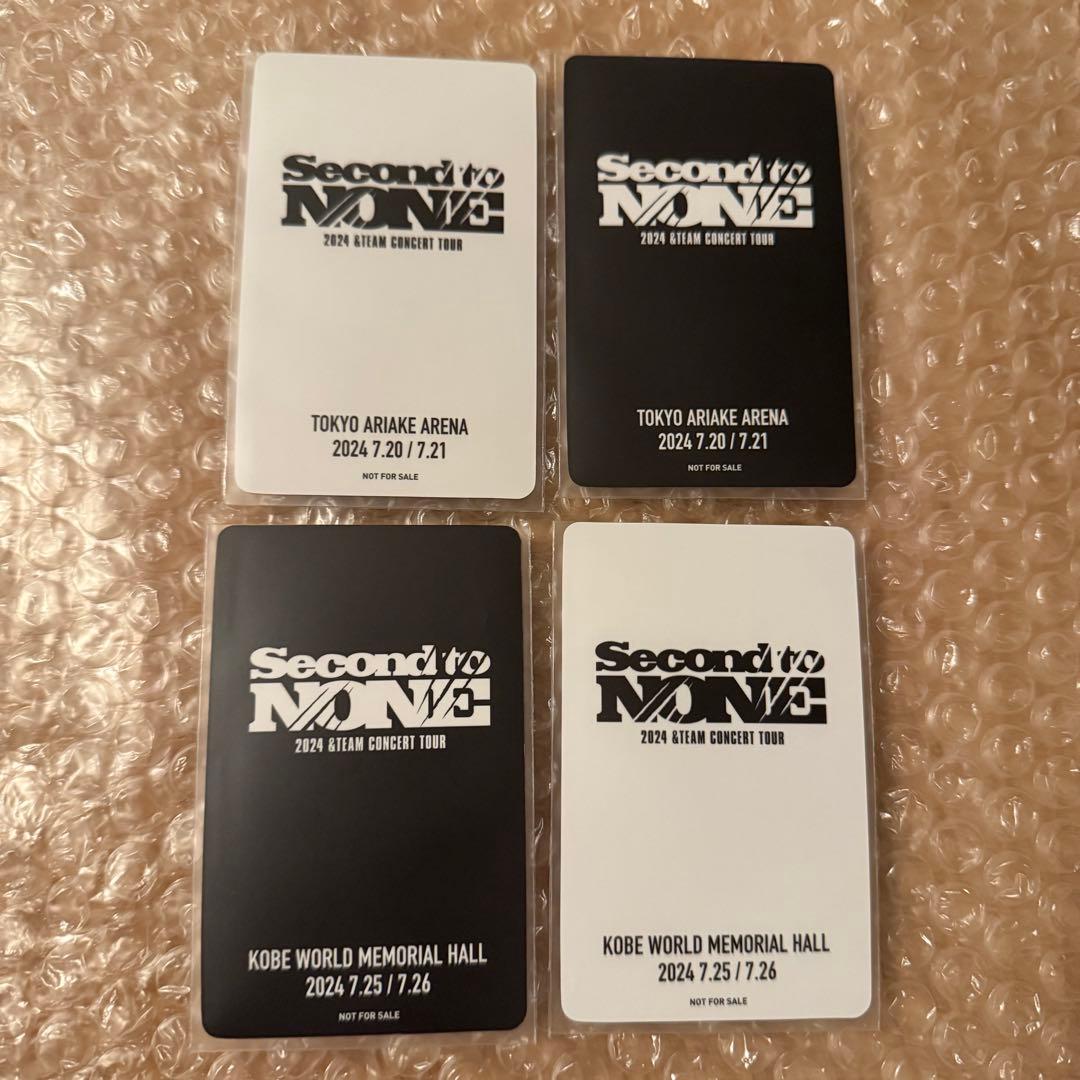 Second to
NONE
2024 &TEAM CONCERT TOUR
TOKYO ARIAKE ARENA
2024 7.20 / 7.21
NOT FOR SALE
Second to
NONE
2024 &TEAM CONCERT TOUR
TOKYO ARIAKE ARENA
2024 7.20 / 7.21
NOT FOR SALE
Second to
NONE
2024 &TEAM CONCERT TOUR
KOBE WORLD MEMORIAL HALL
2024 7.25 / 7.26
NOT FOR SALE
Second to
NONE
2024 &TEAM CONCERT TOUR
KOBE WORLD MEMORIAL HALL
2024 7.25 / 7.26
NOT FOR SALE